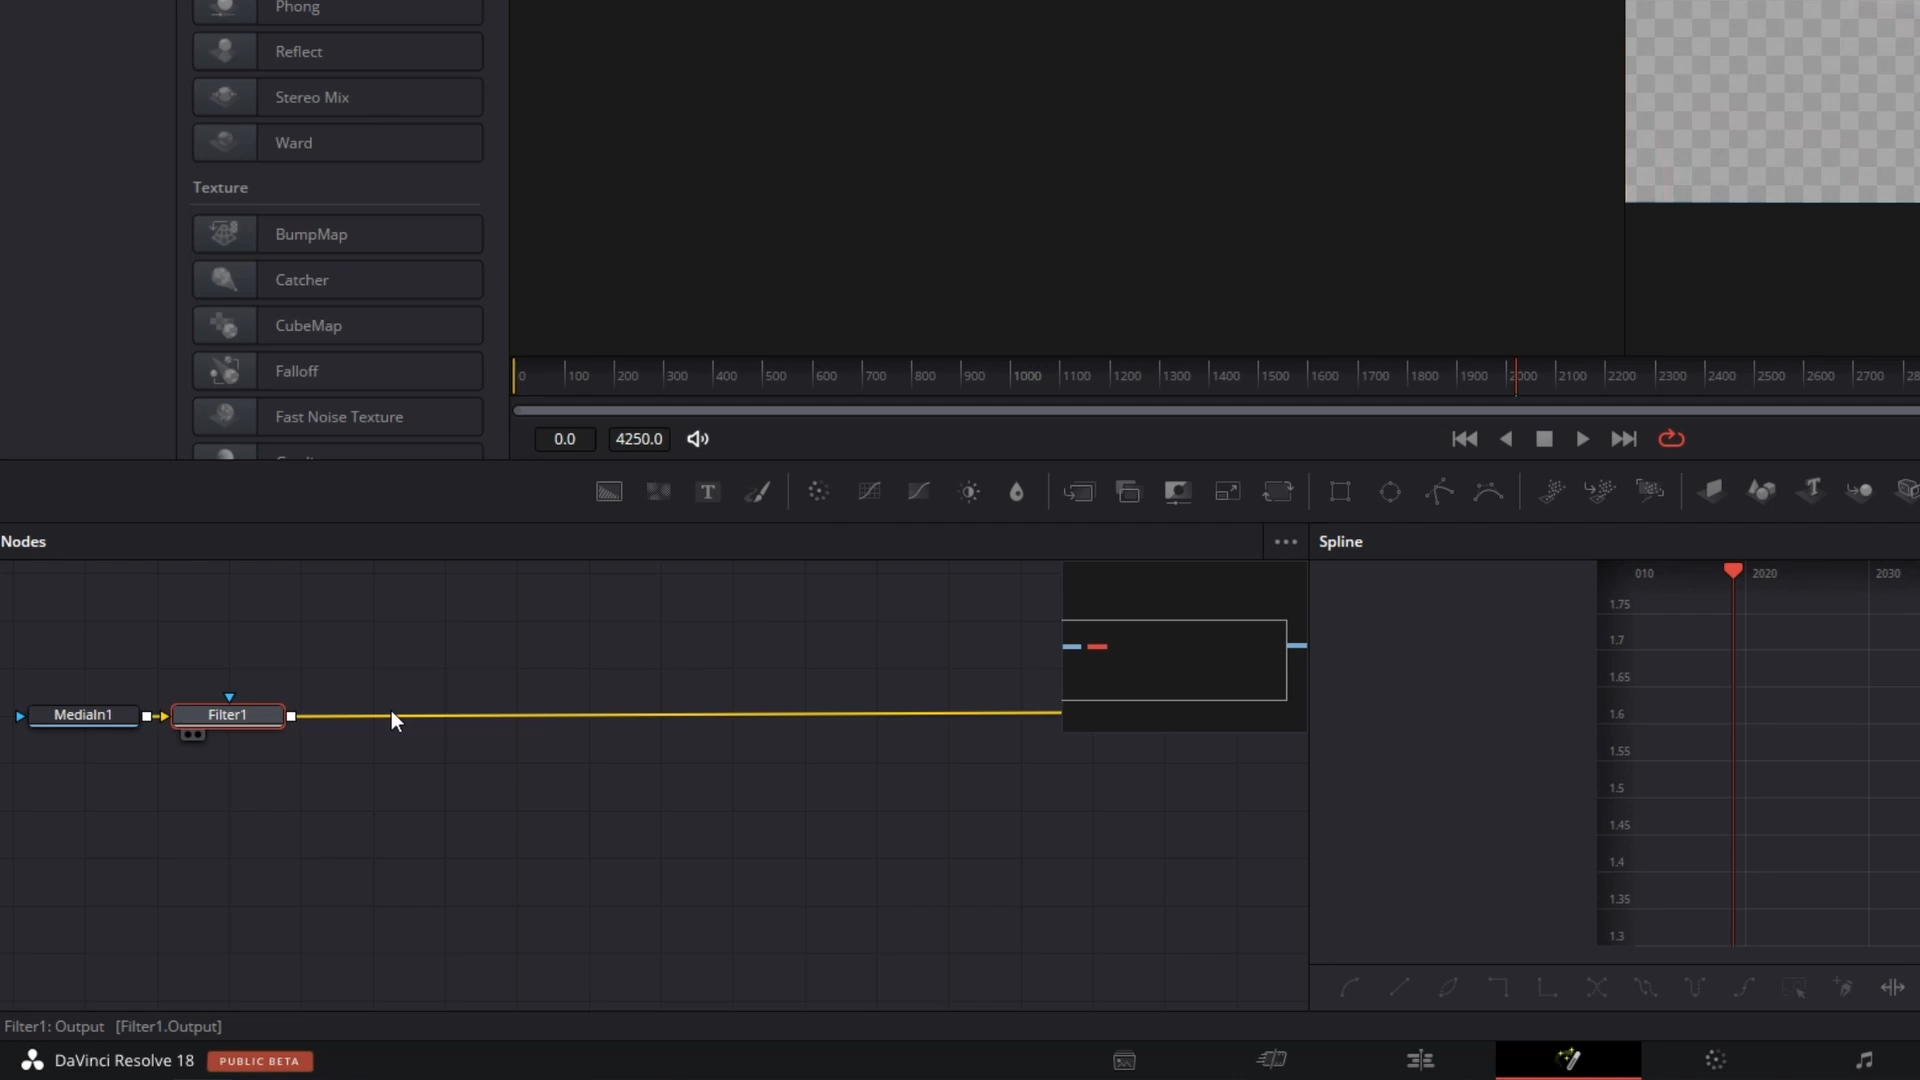 Phong
Reflect
Stereo Mix
Ward
Texture
BumpMap
Catcher
CubeMap
Falloff
Fast Noise Texture
0 100 200 300 400 500 600 700 800 900 1000 1100 1200 1300 1400 1500 1600 1700 1800 1900 2000 2100 2200 2300 2400 2500 2600 2700 28
0.0 4250.0
T
Nodes
Spline
010 2020 2030
1.75
1.7
1.65
1.6
1.55
1.5
1.45
1.4
1.35
1.3
MediaIn1 Filter1
Filter1: Output [Filter1.Output]
DaVinci Resolve 18 PUBLIC BETA